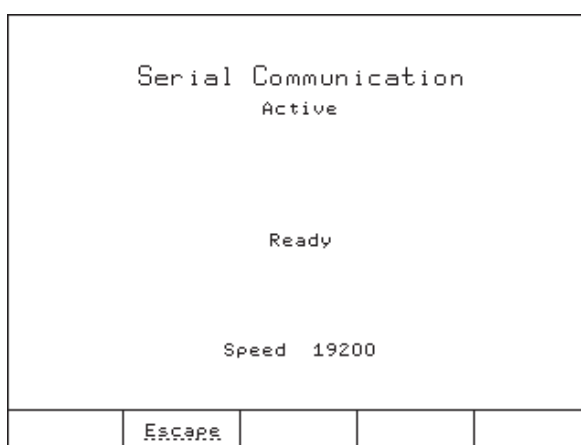 Serial Communication
Active
Ready
Speed 19200
Escape